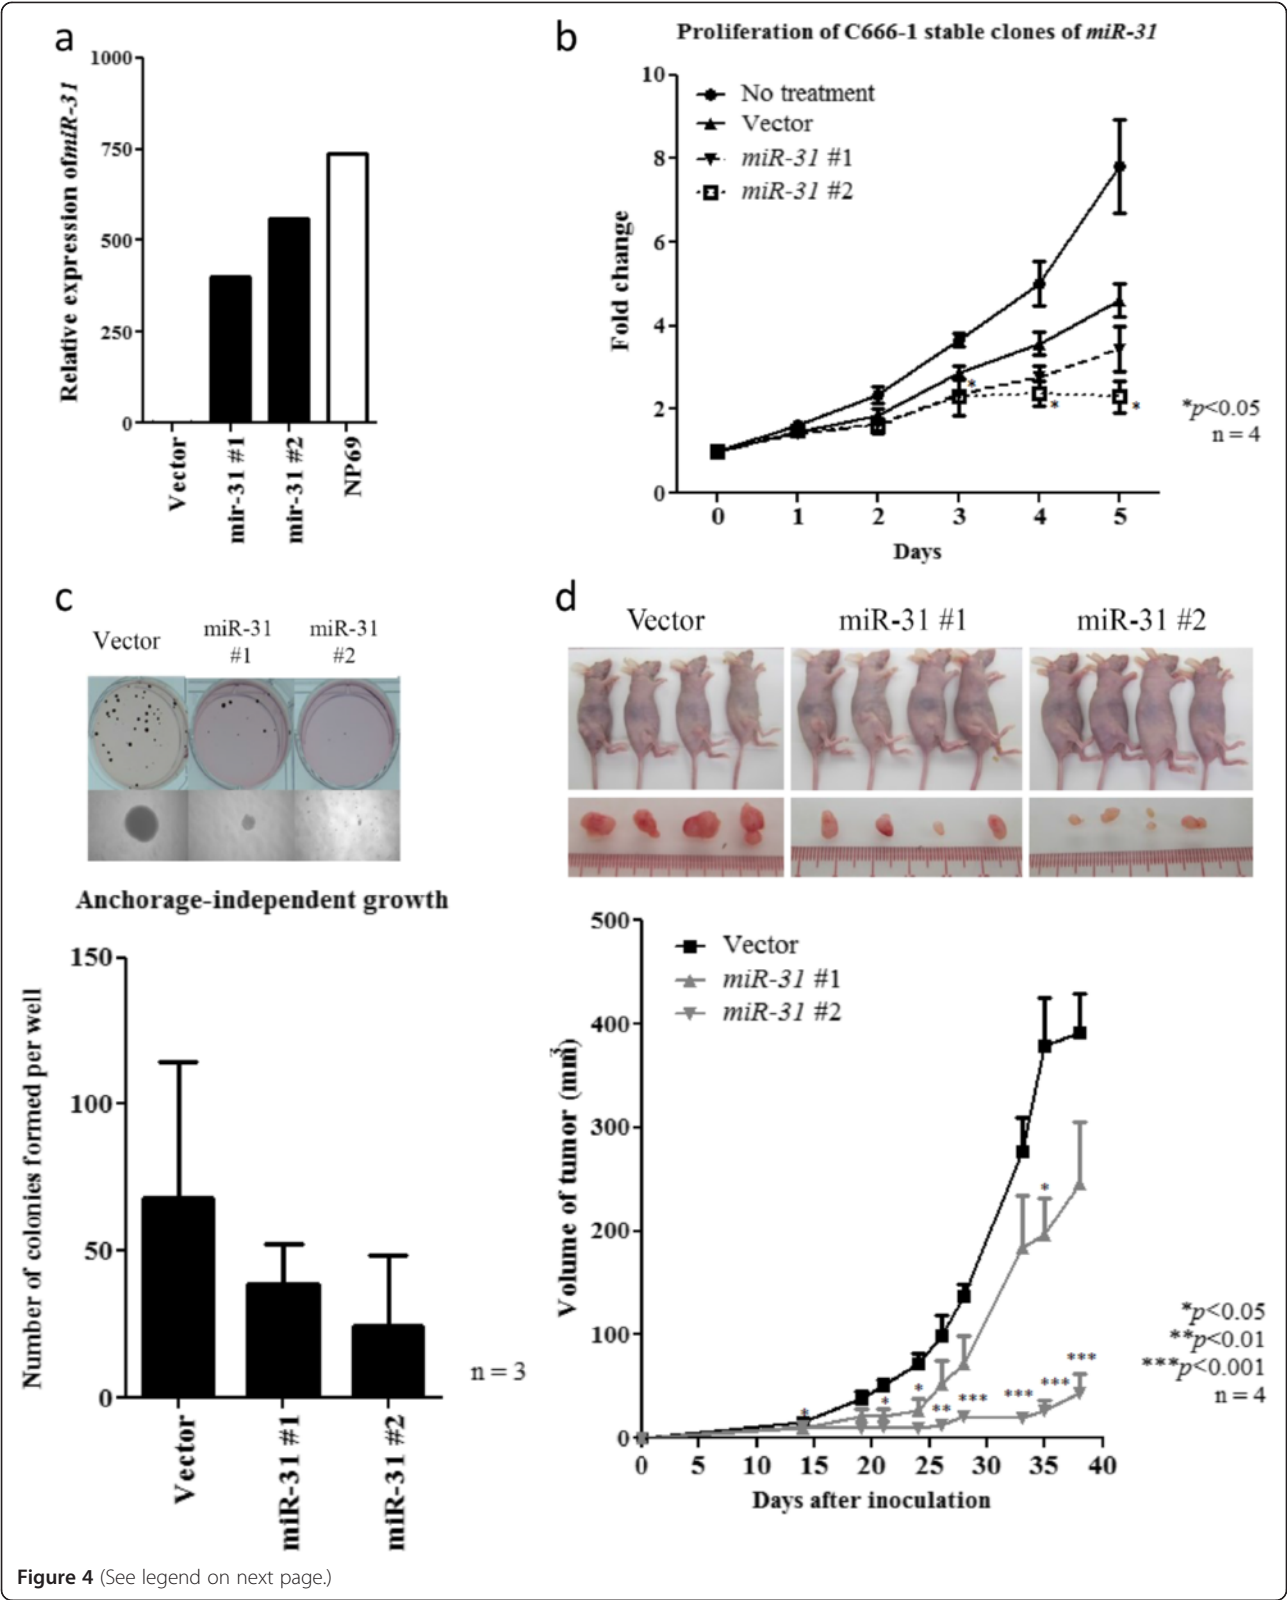 a
Relative expression ofmiR-31
1000
750
500
250
0
Vector
mir-31 #1
mir-31 #2
NP69
b
Proliferation of C666-1 stable clones of miR-31
No treatment
Vector
miR-31 #1
miR-31 #2
Fold change
10
8
6
4
2
0
*
*
*
0 1 2 3 4 5
Days
*p<0.05
n = 4
c
Vector
miR-31
#1
miR-31
#2
Anchorage-independent growth
Number of colonies formed per well
150
100
50
0
Vector
miR-31 #1
miR-31 #2
n = 3
d
Vector miR-31 #1 miR-31 #2
Volume of tumor (mm3)
500
400
300
200
100
0
Vector
miR-31 #1
miR-31 #2
*
*
*
*
**
***
***
***
***
0 5 10 15 20 25 30 35 40
Days after inoculation
*p<0.05
**p<0.01
***p<0.001
n = 4
Figure 4 (See legend on next page.)